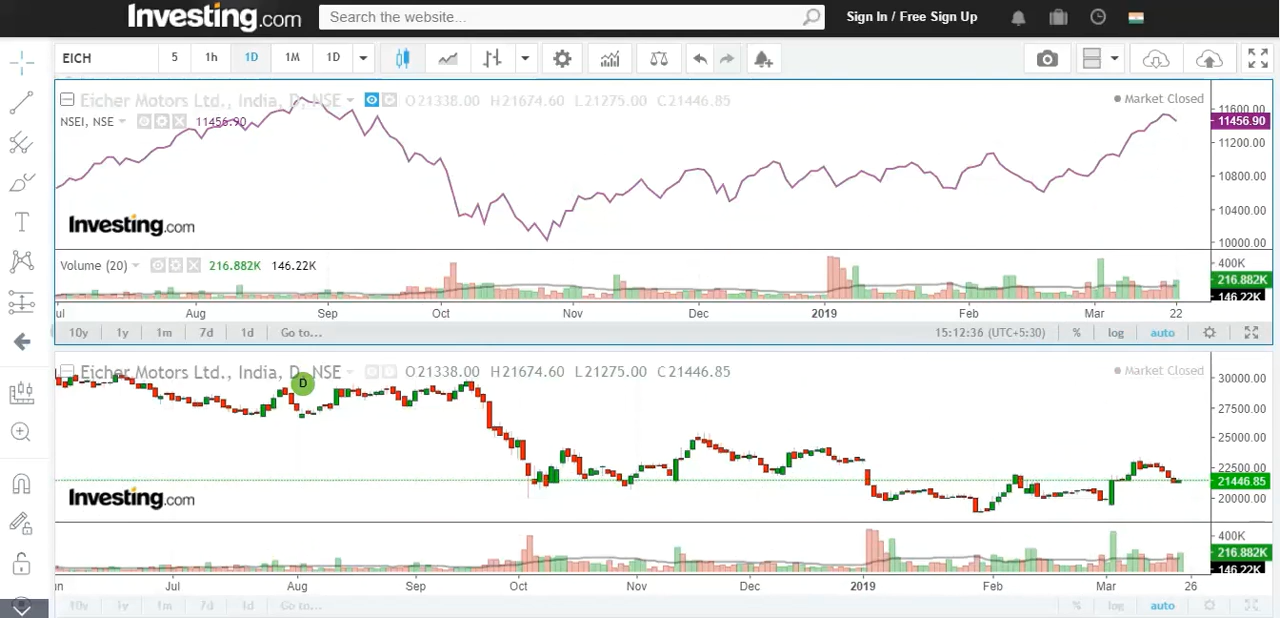 Investing.com Search the website... Sign In / Free Sign Up
EICH 5 1h 1D 1M 1D
Eicher Motors Ltd., India, D, NSE O21338.00 H21674.60 L21275.00 C21446.85 Market Closed
11600.00
NSEI, NSE 11456.90 11456.90
11200.00
10800.00
10400.00
Investing.com
10000.00
Volume (20) 216.882K 146.22K 400K
216.882K
146.22K
ul Aug Sep Oct Nov Dec 2019 Feb Mar 22
10y 1y 1m 7d 1d Go to... 15:12:36 (UTC+5:30) % log auto
Eicher Motors Ltd., India, D, NSE O21338.00 H21674.60 L21275.00 C21446.85 Market Closed
D
30000.00
27500.00
25000.00
22500.00
21446.85
Investing.com 20000.00
400K
216.882K
146.22K
Jul Aug Sep Oct Nov Dec 2019 Feb Mar 26
10y 1y 1m 7d 1d Go to... % log auto